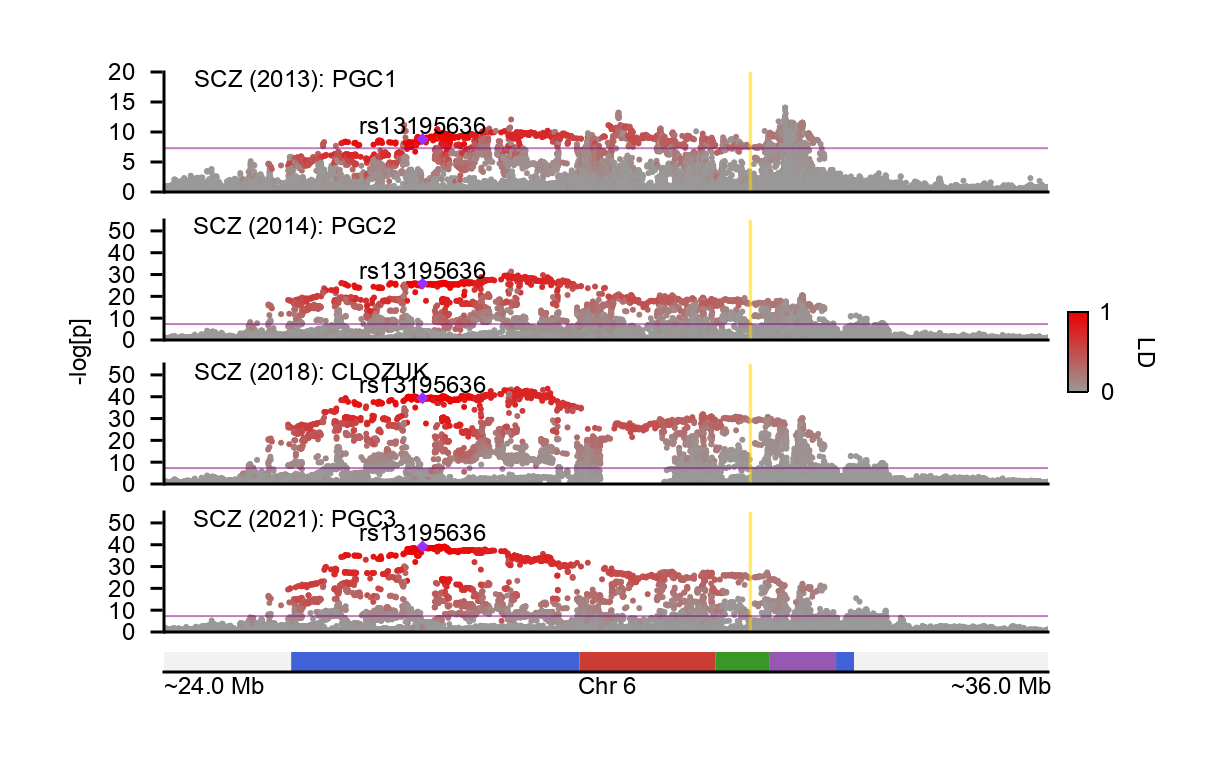 SCZ (2013): PGC1
20
15
10
5
0
rs13195636
SCZ (2014): PGC2
50
40
30
20
10
0
rs13195636
SCZ (2018): CLOZUK
50
40
30
20
10
0
rs13195636
SCZ (2021): PGC3
50
40
30
20
10
0
rs13195636
-log[p]
1
0
LD
~24.0 Mb
Chr 6
~36.0 Mb